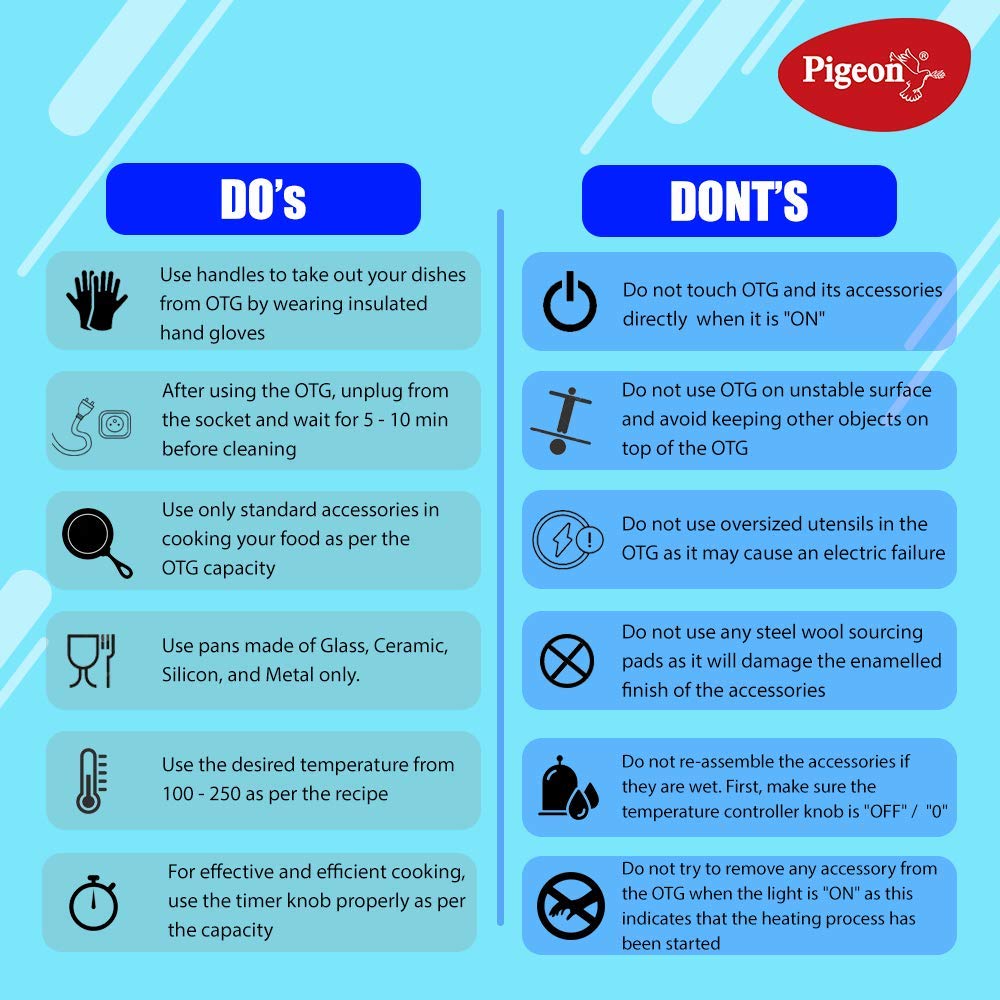 Pigeon®
DO's
Use handles to take out your dishes
from OTG by wearing insulated
hand gloves
After using the OTG, unplug from
the socket and wait for 5 - 10 min
before cleaning
Use only standard accessories in
cooking your food as per the
OTG capacity
Use pans made of Glass, Ceramic,
Silicon, and Metal only.
Use the desired temperature from
100 - 250 as per the recipe
For effective and efficient cooking,
use the timer knob properly as per
the capacity
DONT'S
Do not touch OTG and its accessories
directly when it is "ON"
Do not use OTG on unstable surface
and avoid keeping other objects on
top of the OTG
Do not use oversized utensils in the
OTG as it may cause an electric failure
Do not use any steel wool sourcing
pads as it will damage the enamelled
finish of the accessories
Do not re-assemble the accessories if
they are wet. First, make sure the
temperature controller knob is "OFF" / "0"
Do not try to remove any accessory from
the OTG when the light is "ON" as this
indicates that the heating process has
been started